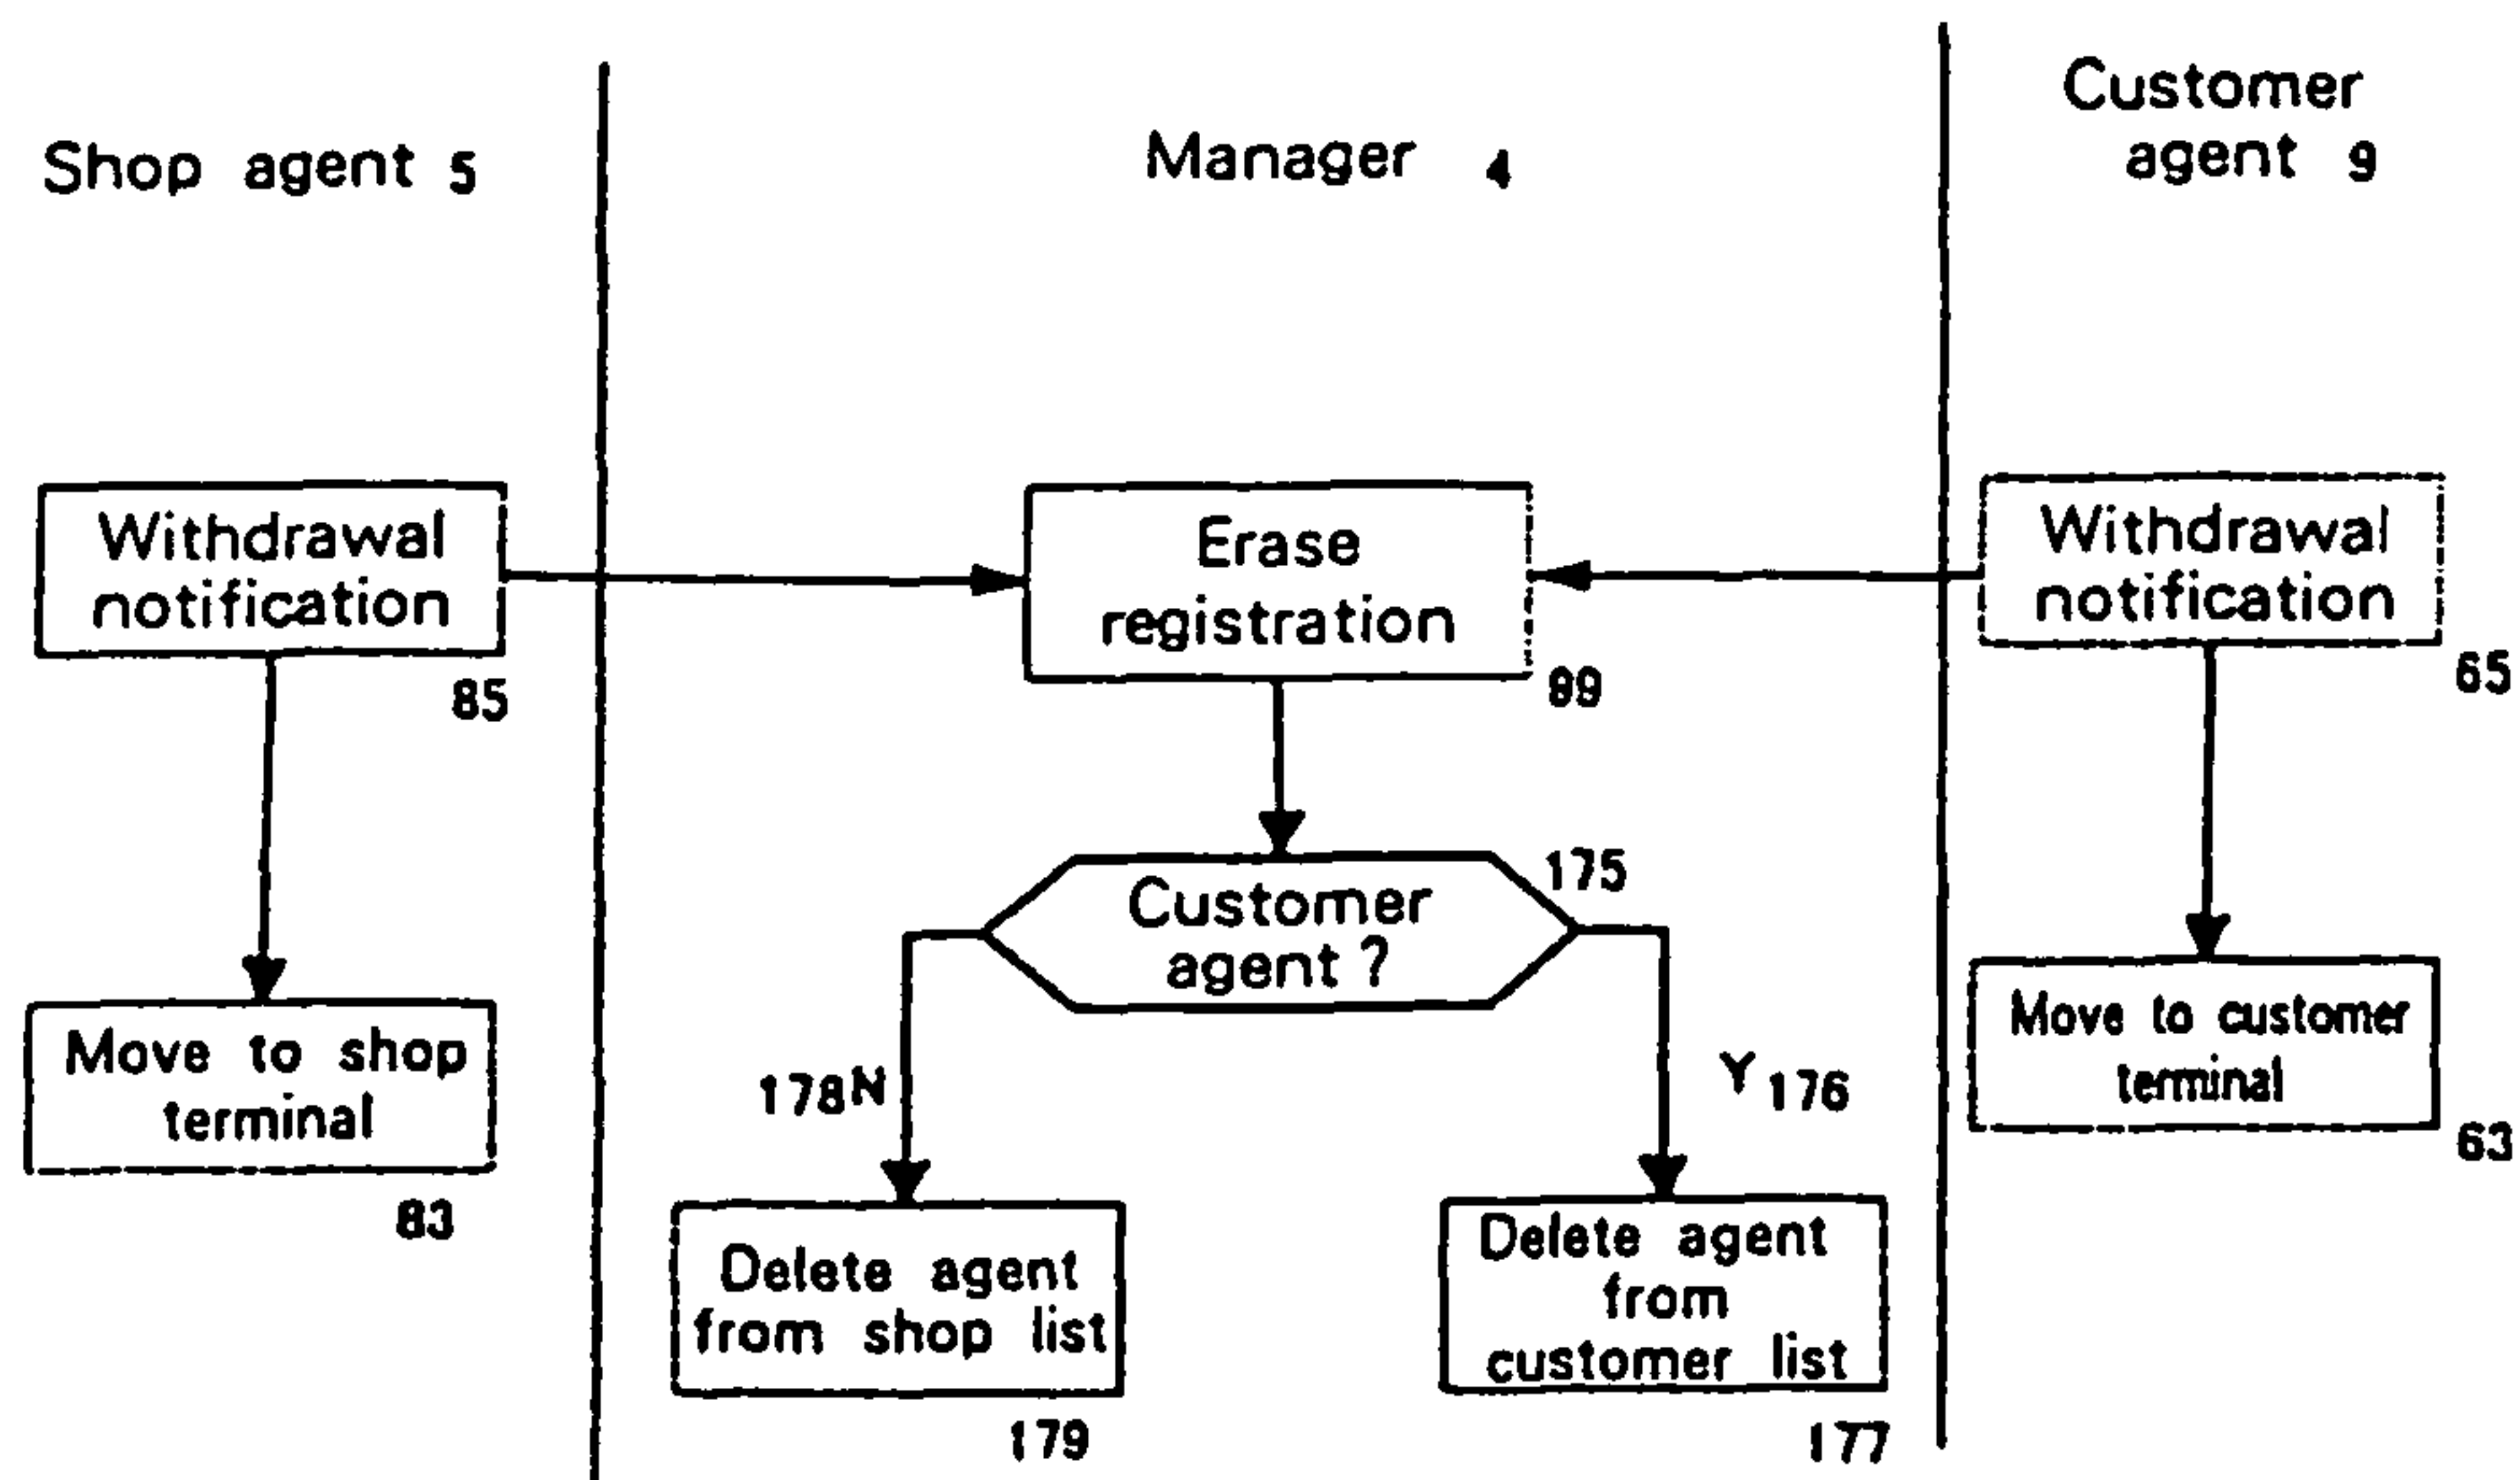 Shop agent 5
Manager 4
Customer
agent 9
Withdrawal
notification
85
Erase
registration
89
Withdrawal
notification
65
Customer
agent ?
175
178 N
Y 176
Move to shop
terminal
83
Move to customer
terminal
63
Delete agent
from shop list
179
Delete agent
from
customer list
177